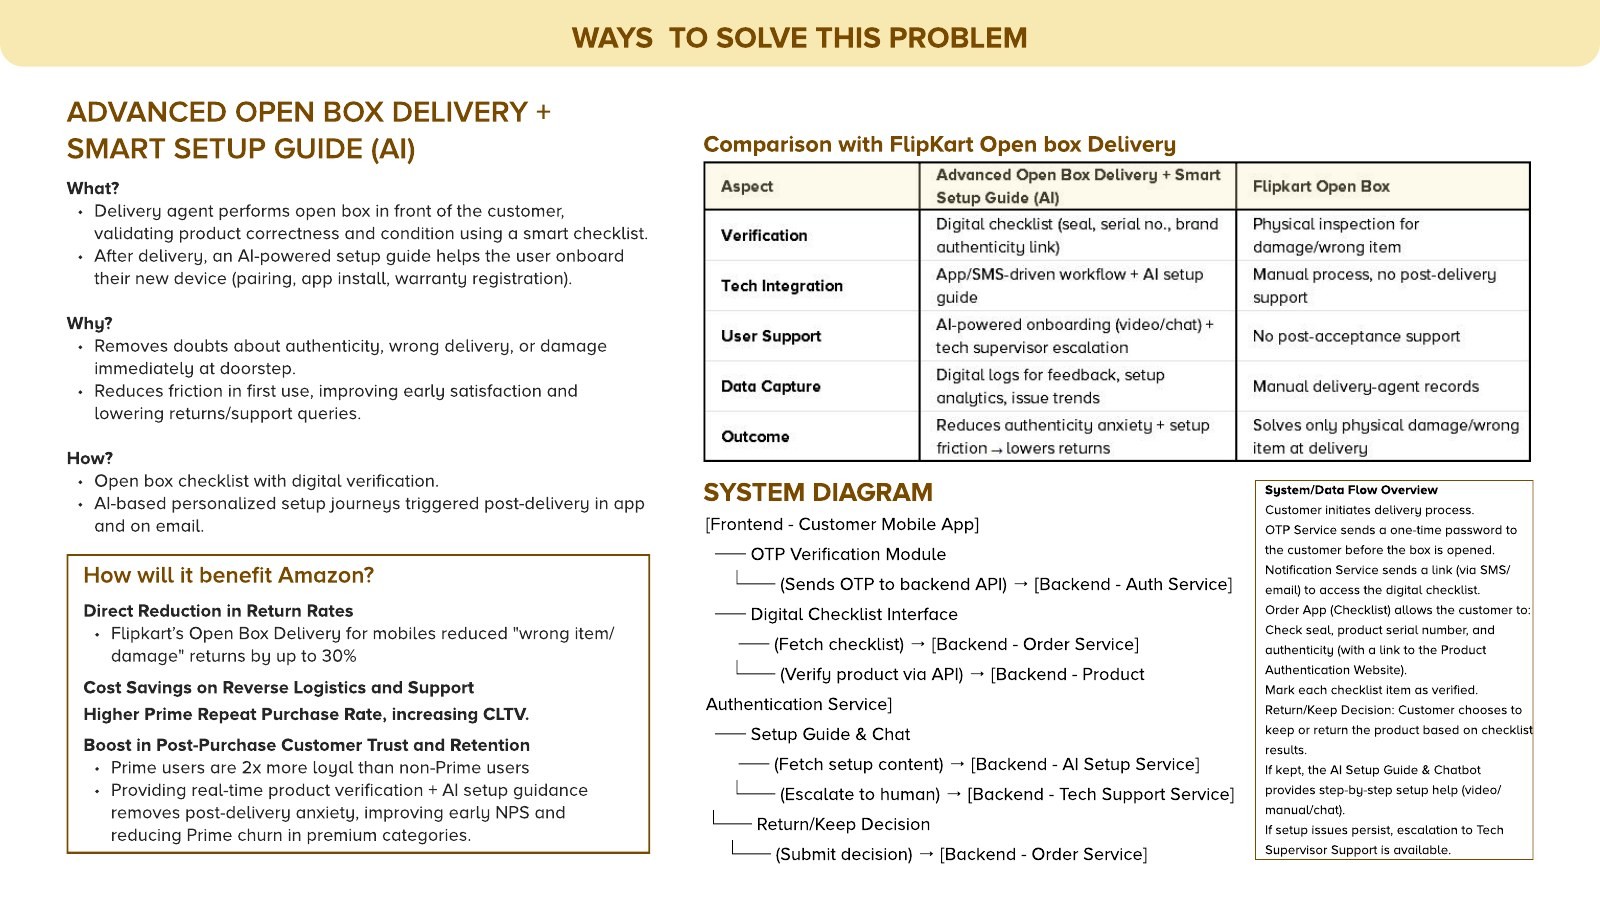 WAYS  TO SOLVE THIS PROBLEM
ADVANCED OPEN BOX DELIVERY +
SMART SETUP GUIDE (AI)
What?
• Delivery agent performs open box in front of the customer,
validating product correctness and condition using a smart checklist.
• After delivery, an AI-powered setup guide helps the user onboard
their new device (pairing, app install, warranty registration).
Why?
• Removes doubts about authenticity, wrong delivery, or damage
immediately at doorstep.
• Reduces friction in first use, improving early satisfaction and
lowering returns/support queries.
How?
• Open box checklist with digital verification.
• AI-based personalized setup journeys triggered post-delivery in app
and on email.
How will it benefit Amazon?
Direct Reduction in Return Rates
• Flipkart's Open Box Delivery for mobiles reduced "wrong item/
damage" returns by up to 30%
Cost Savings on Reverse Logistics and Support
Higher Prime Repeat Purchase Rate, increasing CLTV.
Boost in Post-Purchase Customer Trust and Retention
• Prime users are 2x more loyal than non-Prime users
• Providing real-time product verification + AI setup guidance
removes post-delivery anxiety, improving early NPS and
reducing Prime churn in premium categories.
Comparison with FlipKart Open box Delivery
Aspect
Advanced Open Box Delivery + Smart
Setup Guide (AI)
Flipkart Open Box
Verification
Digital checklist (seal, serial no., brand
authenticity link)
Physical inspection for
damage/wrong item
Tech Integration
App/SMS-driven workflow + AI setup
guide
Manual process, no post-delivery
support
User Support
AI-powered onboarding (video/chat) +
tech supervisor escalation
No post-acceptance support
Data Capture
Digital logs for feedback, setup
analytics, issue trends
Manual delivery-agent records
Outcome
Reduces authenticity anxiety + setup
friction → lowers returns
Solves only physical damage/wrong
item at delivery
SYSTEM DIAGRAM
[Frontend - Customer Mobile App]
OTP Verification Module
(Sends OTP to backend API) → [Backend - Auth Service]
Digital Checklist Interface
(Fetch checklist) → [Backend - Order Service]
(Verify product via API) → [Backend - Product
Authentication Service]
Setup Guide & Chat
(Fetch setup content) → [Backend - AI Setup Service]
(Escalate to human) → [Backend - Tech Support Service]
Return/Keep Decision
(Submit decision) → [Backend - Order Service]
System/Data Flow Overview
Customer initiates delivery process.
OTP Service sends a one-time password to
the customer before the box is opened.
Notification Service sends a link (via SMS/
email) to access the digital checklist.
Order App (Checklist) allows the customer to:
Check seal, product serial number, and
authenticity (with a link to the Product
Authentication Website).
Mark each checklist item as verified.
Return/Keep Decision: Customer chooses to
keep or return the product based on checklist
results.
If kept, the AI Setup Guide & Chatbot
provides step-by-step setup help (video/
manual/chat).
If setup issues persist, escalation to Tech
Supervisor Support is available.